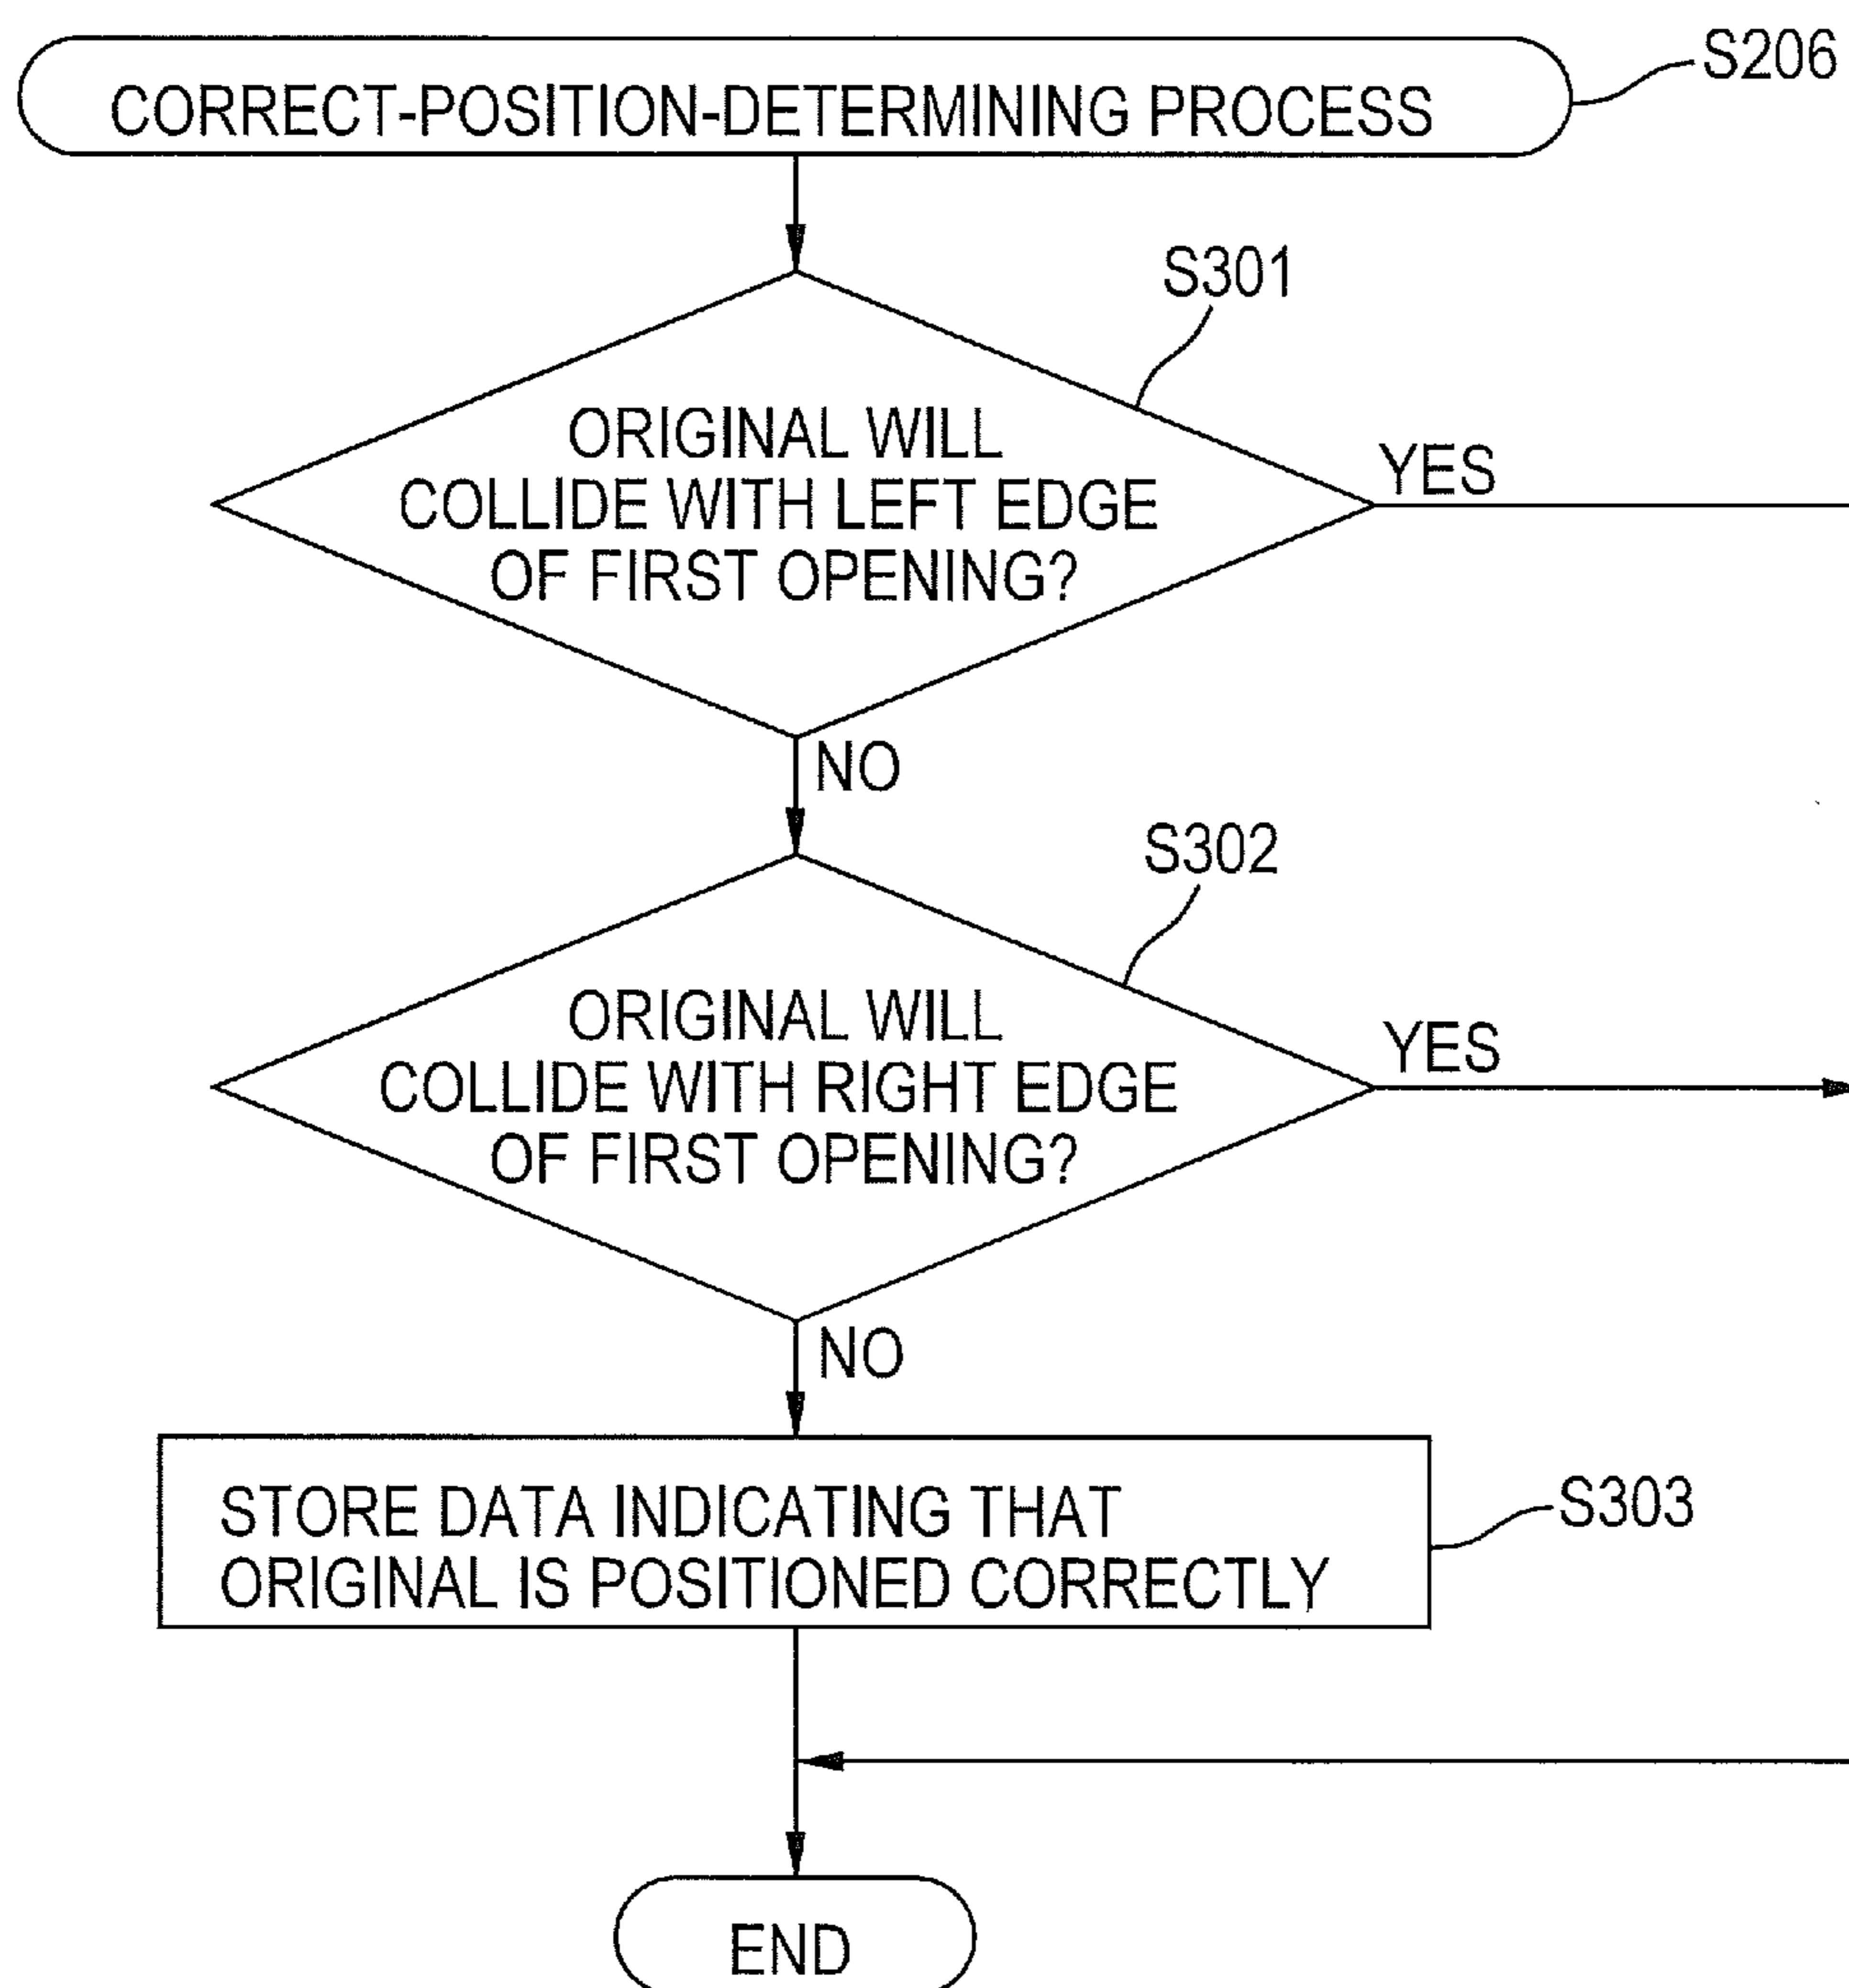 CORRECT-POSITION-DETERMINING PROCESS
S206
S301
ORIGINAL WILL
COLLIDE WITH LEFT EDGE
OF FIRST OPENING?
YES
NO
S302
ORIGINAL WILL
COLLIDE WITH RIGHT EDGE
OF FIRST OPENING?
YES
NO
STORE DATA INDICATING THAT
ORIGINAL IS POSITIONED CORRECTLY
S303
END